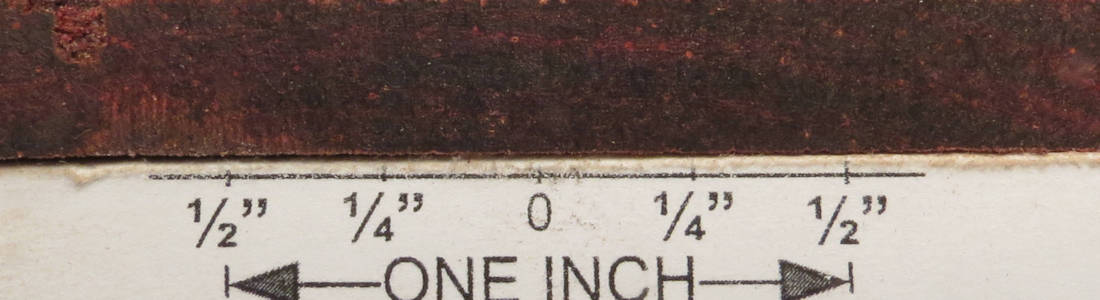 ½” ¼” 0 ¼” ½”
ONE INCH